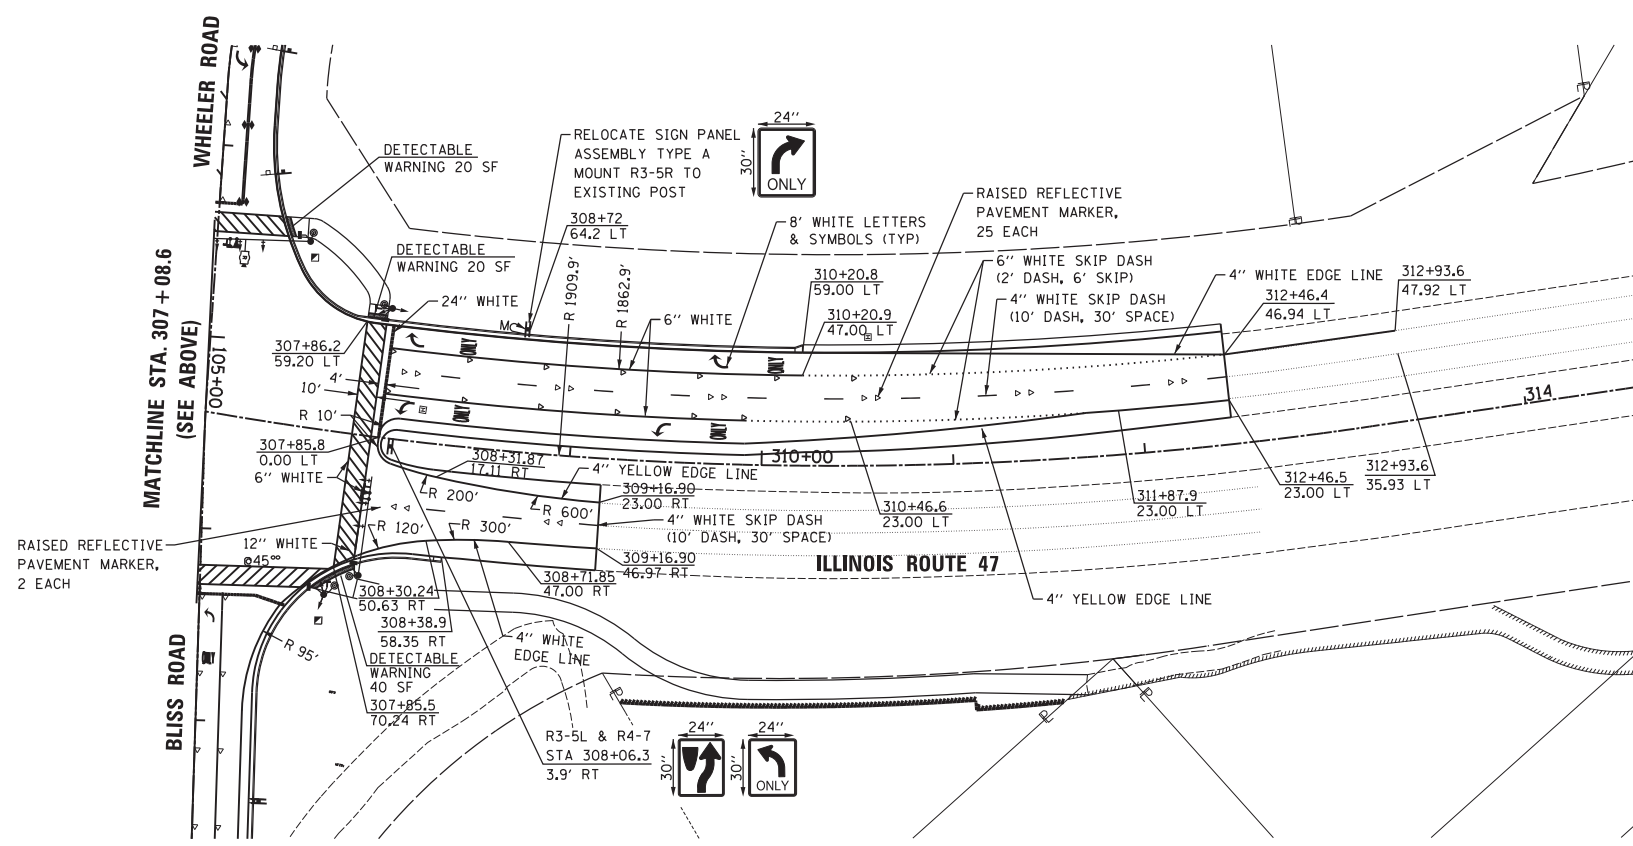 WHEELER ROAD
DETECTABLE
WARNING 20 SF
RELOCATE SIGN PANEL
ASSEMBLY TYPE A
MOUNT R3-5R TO
EXISTING POST
24"
30"
ONLY
308+72
64.2 LT
8' WHITE LETTERS
& SYMBOLS (TYP)
RAISED REFLECTIVE
PAVEMENT MARKER,
25 EACH
DETECTABLE
WARNING 20 SF
24" WHITE
R 1909.9'
R 1862.9'
6" WHITE
310+20.8
59.00 LT
310+20.9
47.00 LT
6" WHITE SKIP DASH
(2' DASH, 6' SKIP)
4" WHITE SKIP DASH
(10' DASH, 30' SPACE)
4" WHITE EDGE LINE
312+46.4
46.94 LT
312+93.6
47.92 LT
MATCHLINE STA. 307+08.6
(SEE ABOVE)
105+00
307+86.2
59.20 LT
4'
10'
R 10'
307+85.8
0.00 LT
6" WHITE
M
ONLY
ONLY
ONLY
ONLY
H
310+00
314
308+31.87
17.11 RT
4" YELLOW EDGE LINE
R 200'
R 600'
309+16.90
23.00 RT
4" WHITE SKIP DASH
(10' DASH, 30' SPACE)
310+46.6
23.00 LT
311+87.9
23.00 LT
312+46.5
23.00 LT
312+93.6
35.93 LT
R 120'
R 300'
RAISED REFLECTIVE
PAVEMENT MARKER,
2 EACH
12" WHITE
@45°°
309+16.90
46.97 RT
308+71.85
47.00 RT
ILLINOIS ROUTE 47
4" YELLOW EDGE LINE
308+30.24
50.63 RT
308+38.9
58.35 RT
4" WHITE
EDGE LINE
DETECTABLE
WARNING
40 SF
307+85.5
70.24 RT
R 95'
BLISS ROAD
ONLY
R3-5L & R4-7
STA 308+06.3
3.9' RT
24"
30"
24"
30"
ONLY